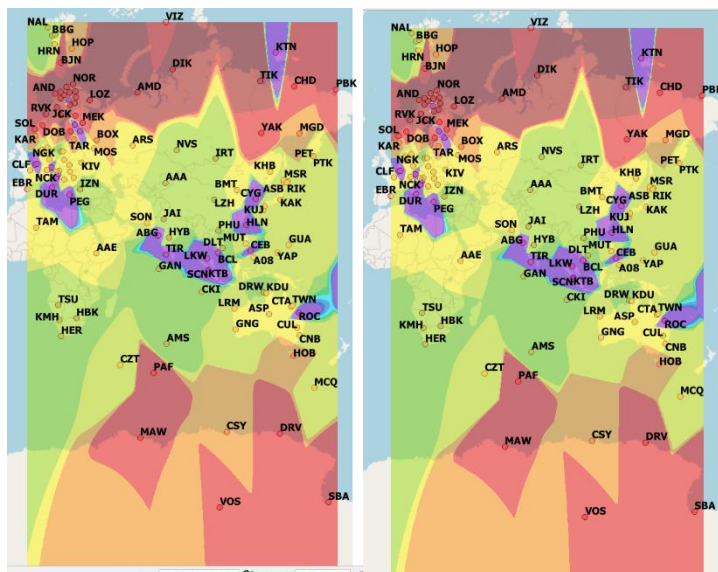 NAL
BBG
HRN
HOP
BJN
VIZ
KTN
NOR
DIK
TIK
CHD
PBK
AND
LOZ
AMD
RVK
JCK
MEK
SOL
DOB
BOX
YAK
MGD
KAR
TAR
ARS
NVS
IRT
PET
PTK
NGK
MOS
CLF
KIV
KHB
MSR
NCK
IZN
AAA
BMT
ASB
RIK
EBR
DUR
PEG
CYG
LZH
KUJ
KAK
TAM
SON
JAI
HLN
ABG
HYB
PHU
AAE
TIR
DLT
MUT
CEB
GUA
GAN
LKW
BCL
A08
YAP
SCN
KTB
CKI
DRW
KDU
TSU
LRM
ASP
CTA
TWN
KMH
HBK
ROC
HER
GNG
CUL
AMS
CNB
HOB
CZT
PAF
MCQ
MAW
CSY
DRV
VOS
SBA
NAL
BBG
HRN
HOP
BJN
VIZ
KTN
NOR
DIK
TIK
CHD
PBK
AND
LOZ
AMD
RVK
JCK
MEK
SOL
DOB
BOX
YAK
MGD
KAR
TAR
ARS
NVS
IRT
PET
PTK
NGK
MOS
CLF
KIV
KHB
MSR
NCK
IZN
AAA
BMT
ASB
RIK
EBR
DUR
PEG
CYG
LZH
KUJ
KAK
TAM
SON
JAI
HLN
ABG
HYB
PHU
AAE
TIR
DLT
MUT
CEB
GUA
GAN
LKW
BCL
A08
YAP
SCN
KTB
CKI
DRW
KDU
TSU
LRM
ASP
CTA
TWN
KMH
HBK
ROC
HER
GNG
CUL
AMS
CNB
HOB
CZT
PAF
MCQ
MAW
CSY
DRV
VOS
SBA